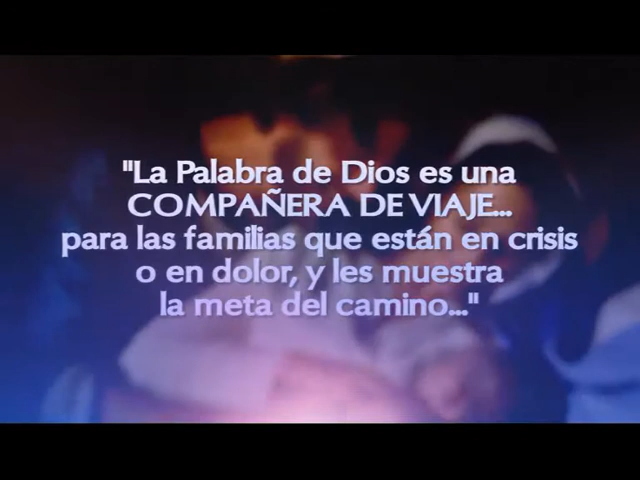 "La Palabra de Dios es una
COMPAÑERA DE VIAJE...
para las familias que están en crisis
o en dolor, y les muestra
la meta del camino..."